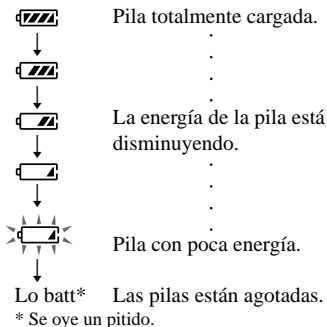 Pila totalmente cargada.
La energía de la pila está
disminuyendo.
Pila con poca energía.
Lo batt* Las pilas están agotadas.
* Se oye un pitido.